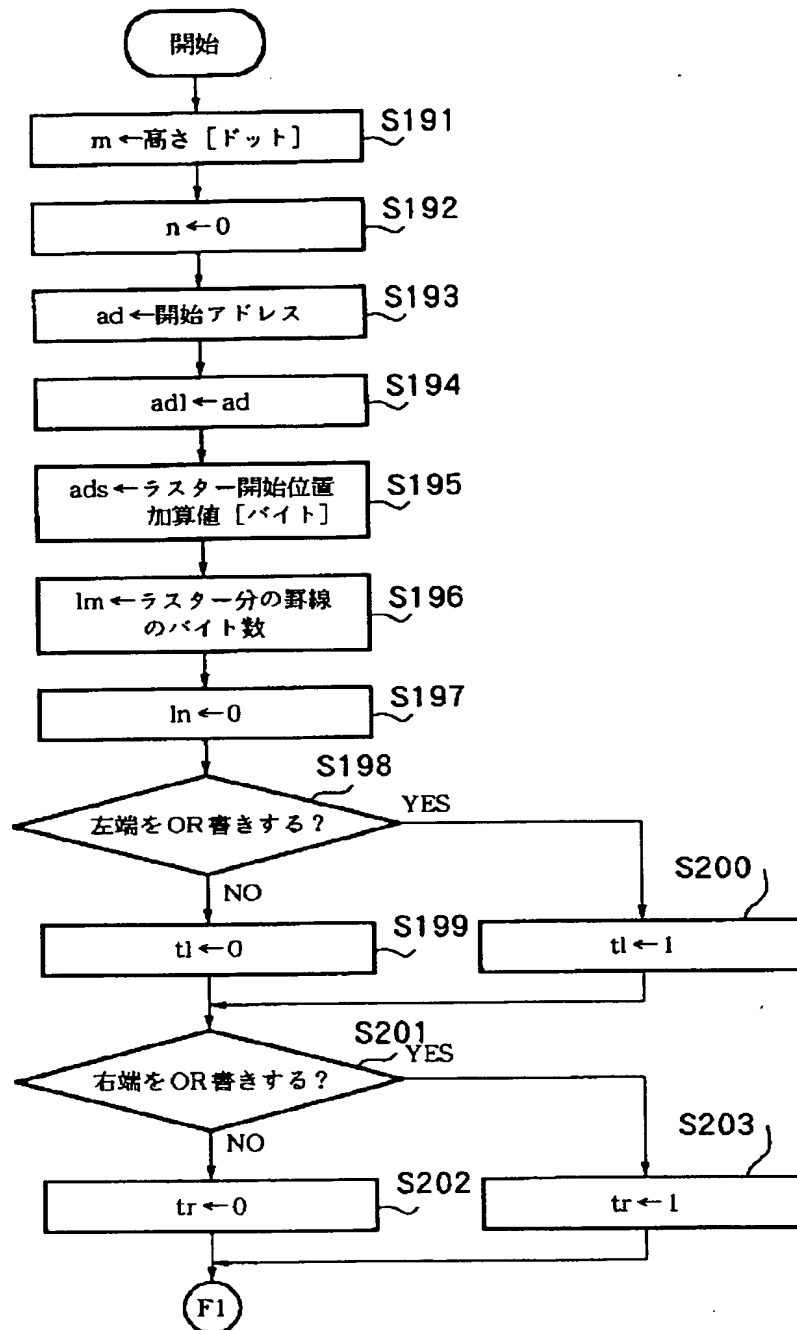 開始
S191
m←高さ［ドット］
S192
n←0
S193
ad←開始アドレス
S194
adl←ad
S195
ads←ラスター開始位置
加算値［バイト］
S196
lm←ラスター分の罫線
のバイト数
S197
ln←0
S198
左端をOR書きする？
YES
NO
S199
tl←0
S200
tl←1
S201
右端をOR書きする？
YES
NO
S202
tr←0
S203
tr←1
F1